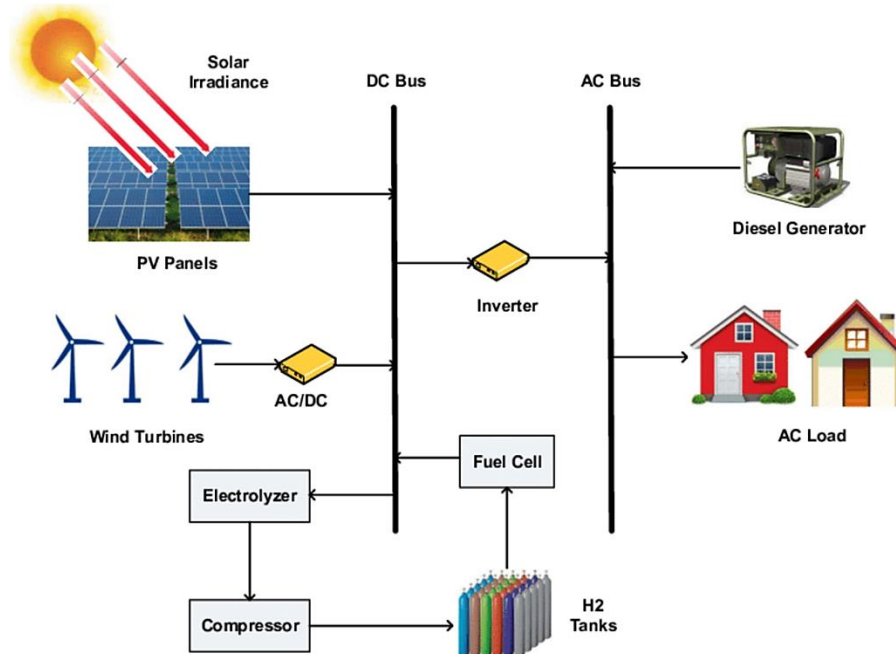 Solar
Irradiance
DC Bus
AC Bus
PV Panels
Diesel Generator
Inverter
AC/DC
Wind Turbines
AC Load
Fuel Cell
Electrolyzer
Compressor
H2
Tanks